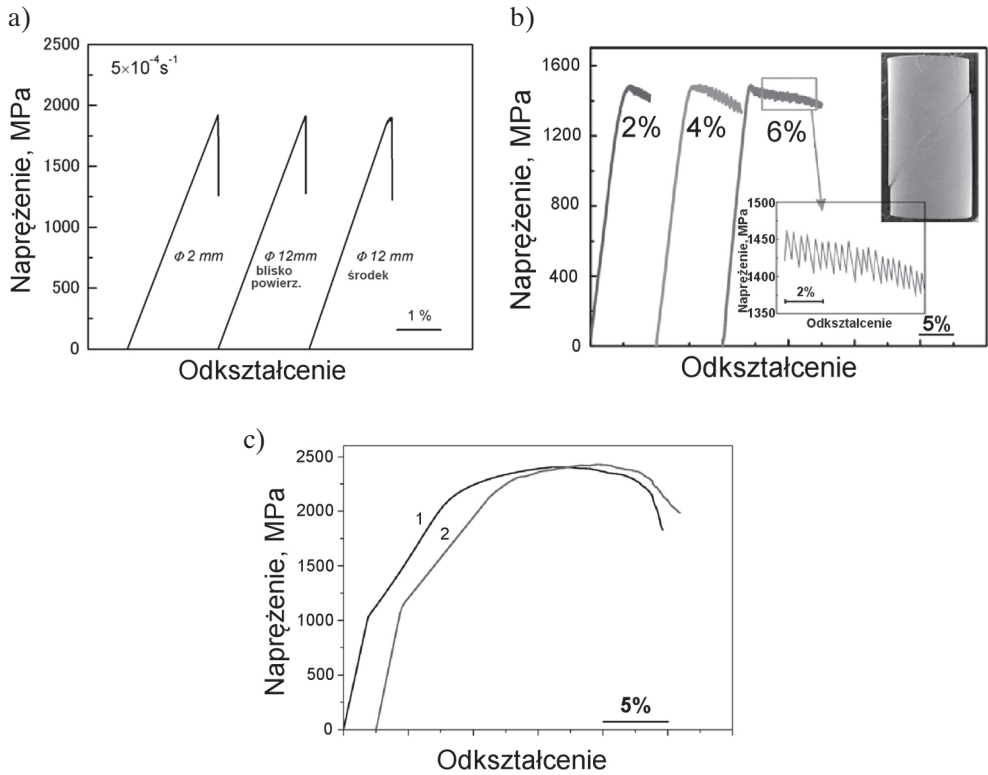 a)
5×10⁻⁴s⁻¹
Naprężenie, MPa
2500
2000
1500
1000
500
0
Φ 2 mm
Φ 12mm
blisko
powierz.
Φ 12 mm
środek
1 %
Odkształcenie
b)
Naprężenie, MPa
1600
1200
800
400
0
2%
4%
6%
Naprężenie, MPa
1500
1450
1400
1350
2%
Odkształcenie
5%
Odkształcenie
c)
Naprężenie, MPa
2500
2000
1500
1000
500
0
1
2
5%
Odkształcenie